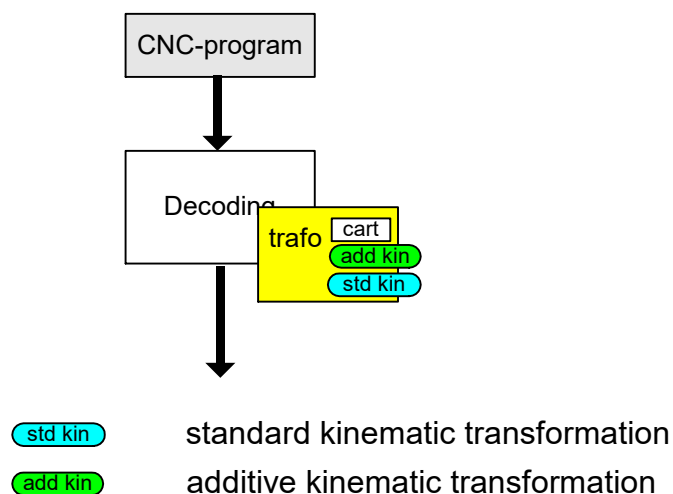 CNC-program
Decoding
trafo
cart
add kin
std kin
std kin standard kinematic transformation
add kin additive kinematic transformation